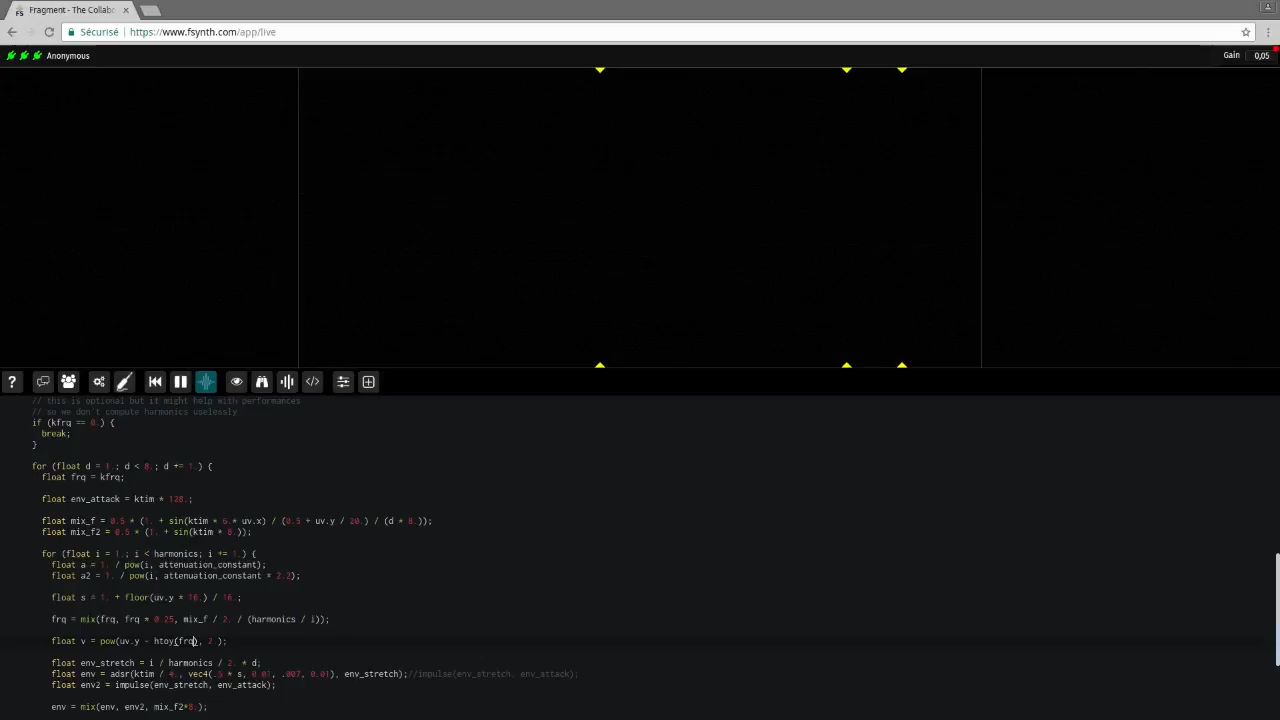 Fragment - The Collabo
Sécurisé https://www.fsynth.com/app/live
Anonymous Gain 0,05
// this is optional but it might help with performances
// so we don't compute harmonics uselessly
if (kfrq == 0.) {
break;
}
for (float d = 1.; d < 8.; d += 1.) {
float frq = kfrq;
float env_attack = ktim * 128.;
float mix_f = 0.5 * (1. + sin(ktim * 6.* uv.x) / (0.5 + uv.y / 20.) / (d * 8.));
float mix_f2 = 0.5 * (1. + sin(ktim * 8.));
for (float i = 1.; i < harmonics; i += 1.) {
float a = 1. / pow(i, attenuation_constant);
float a2 = 1. / pow(i, attenuation_constant * 2.2);
float s = 1. + floor(uv.y * 16.) / 16.;
frq = mix(frq, frq * 0.25, mix_f / 2. / (harmonics / i));
float v = pow(uv.y - htoy(frq), 2.);
float env_stretch = i / harmonics / 2. * d;
float env = adsr(ktim / 4., vec4(.5 * s, 0.01, .007, 0.01), env_stretch);//impulse(env_stretch, env_attack);
float env2 = impulse(env_stretch, env_attack);
env = mix(env, env2, mix_f2*8.);